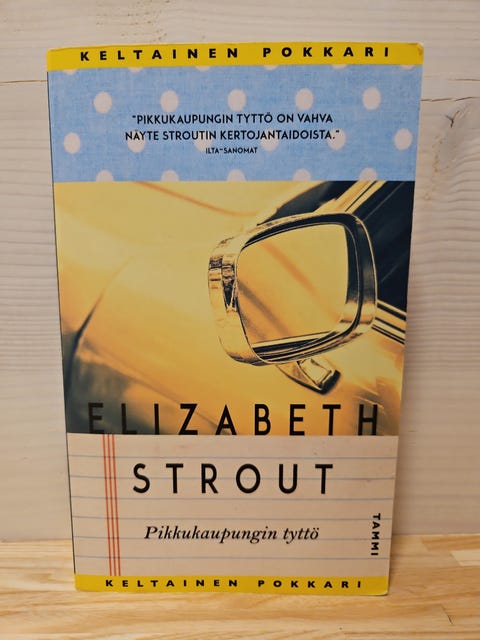 KELTAINEN POKKARI
"PIKKUKAUPUNGIN TYTTÖ ON VAHVA
NÄYTE STROUTIN KERTOJANTAIDOISTA."
ILTA-SANOMAT
ELIZABETH
STROUT
Pikkukaupungin tyttö
TAMMI
KELTAINEN POKKARI